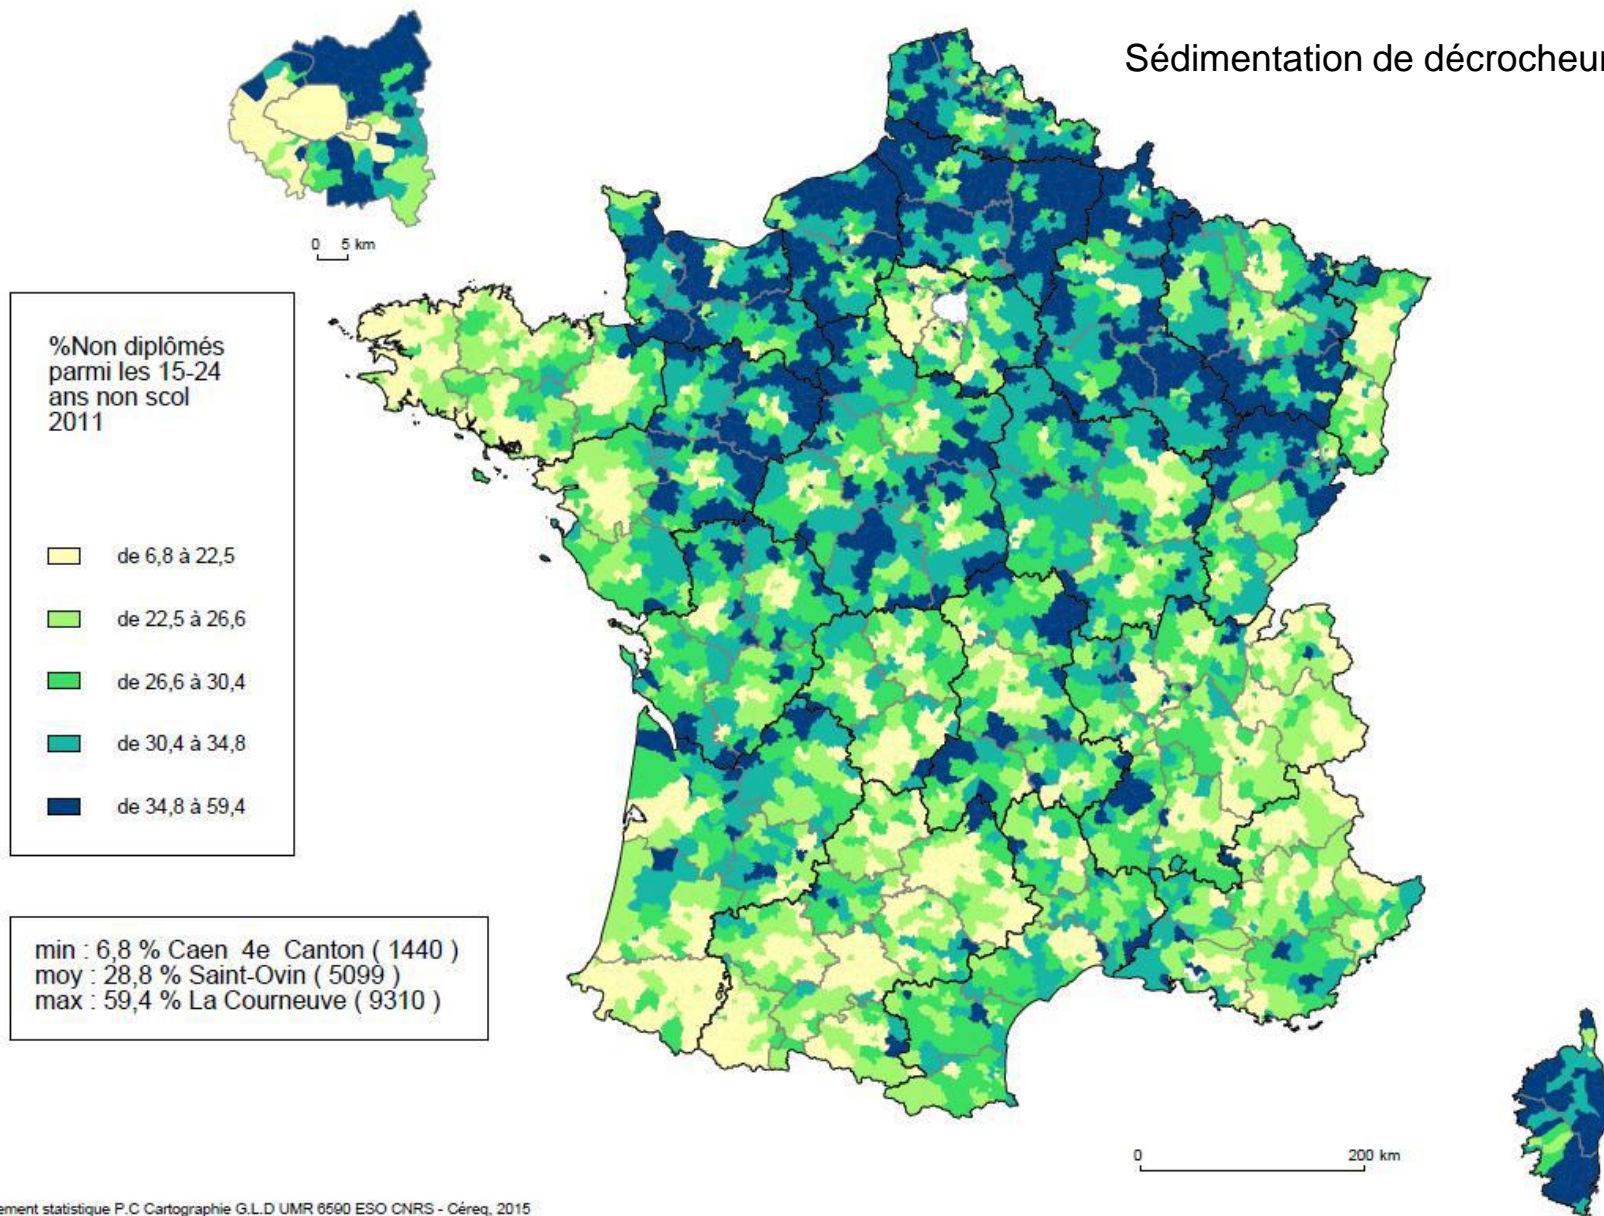 Sédimentation de décrocheur
0 5 km
%Non diplômés
parmi les 15-24
ans non scol
2011
de 6,8 à 22,5
de 22,5 à 26,6
de 26,6 à 30,4
de 30,4 à 34,8
de 34,8 à 59,4
min : 6,8 % Caen 4e Canton ( 1440 )
moy : 28,8 % Saint-Ovin ( 5099 )
max : 59,4 % La Courneuve ( 9310 )
0 200 km
ement statistique P.C Cartographie G.L.D UMR 6590 ESO CNRS - Céreq, 2015